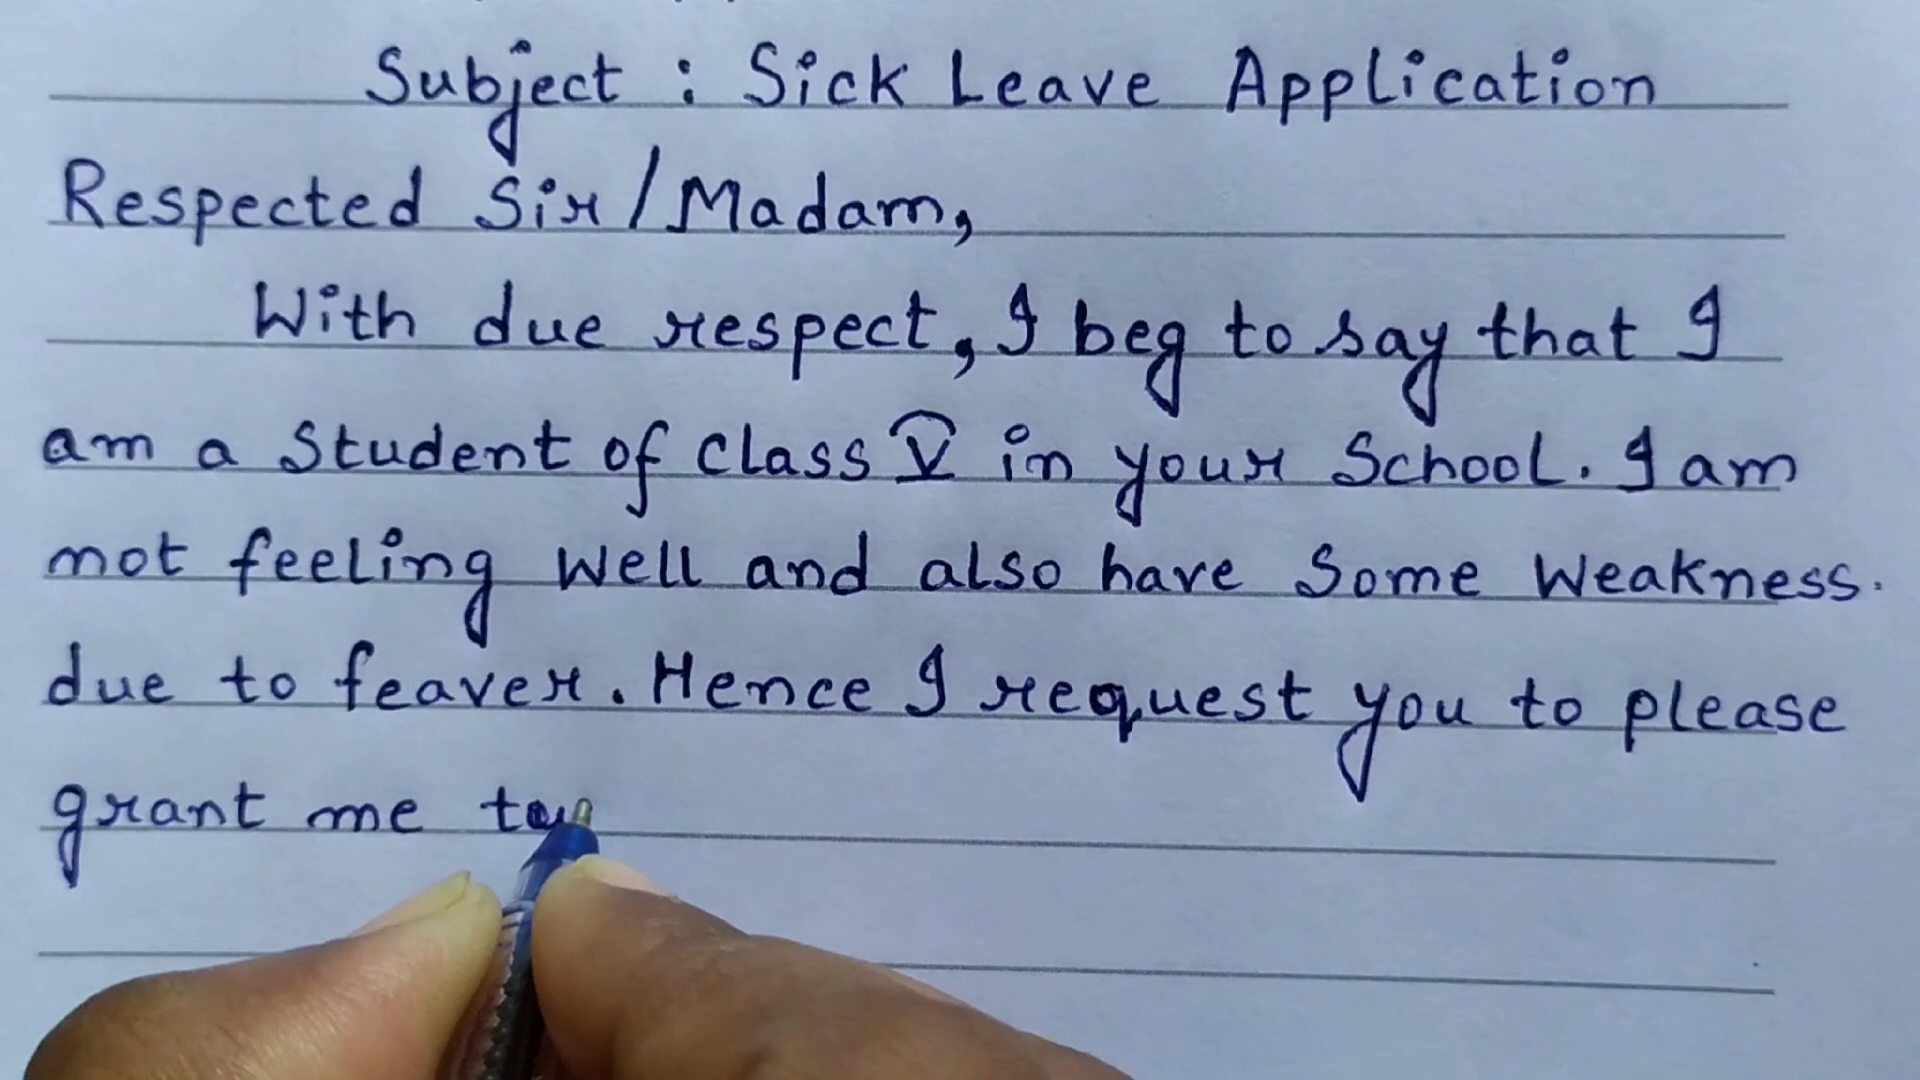 Subject : Sick Leave Application
Respected Sir/Madam,
With due respect, I beg to say that I
am a Student of class V in your School. I am
not feeling well and also have Some Weakness.
due to feaver. Hence I request you to please
grant me